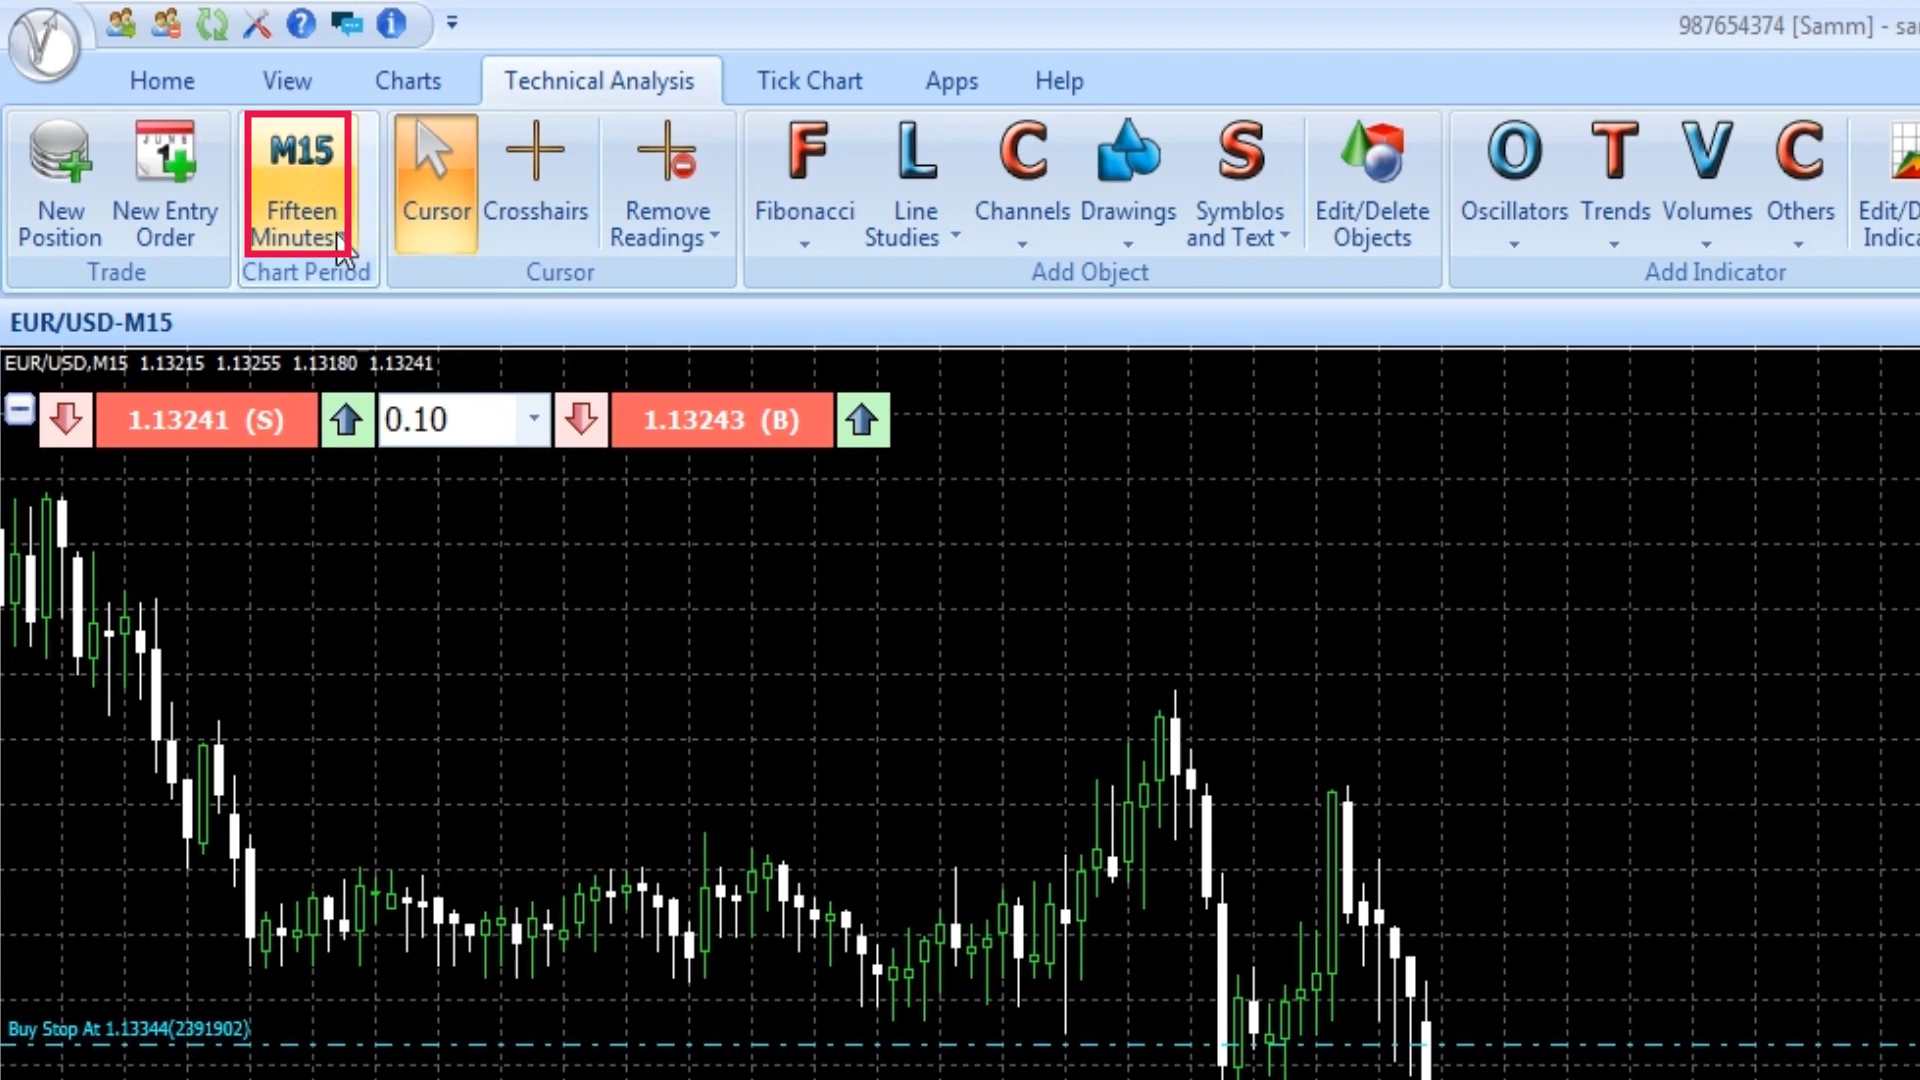 987654374 [Samm] - sa
Home View Charts Technical Analysis Tick Chart Apps Help
M15 F L C S O T V C
JUNE
1
New Position
New Entry Order
Fifteen Minutes
Cursor
Crosshairs
Remove Readings
Fibonacci
Line Studies
Channels
Drawings
Symblos and Text
Edit/Delete Objects
Oscillators
Trends
Volumes
Others
Edit/D
Indica
Trade Chart Period Cursor Add Object Add Indicator
EUR/USD-M15
EUR/USD,M15 1.13215 1.13255 1.13180 1.13241
1.13241 (S) 0.10 1.13243 (B)
Buy Stop At 1.13344(2391902)